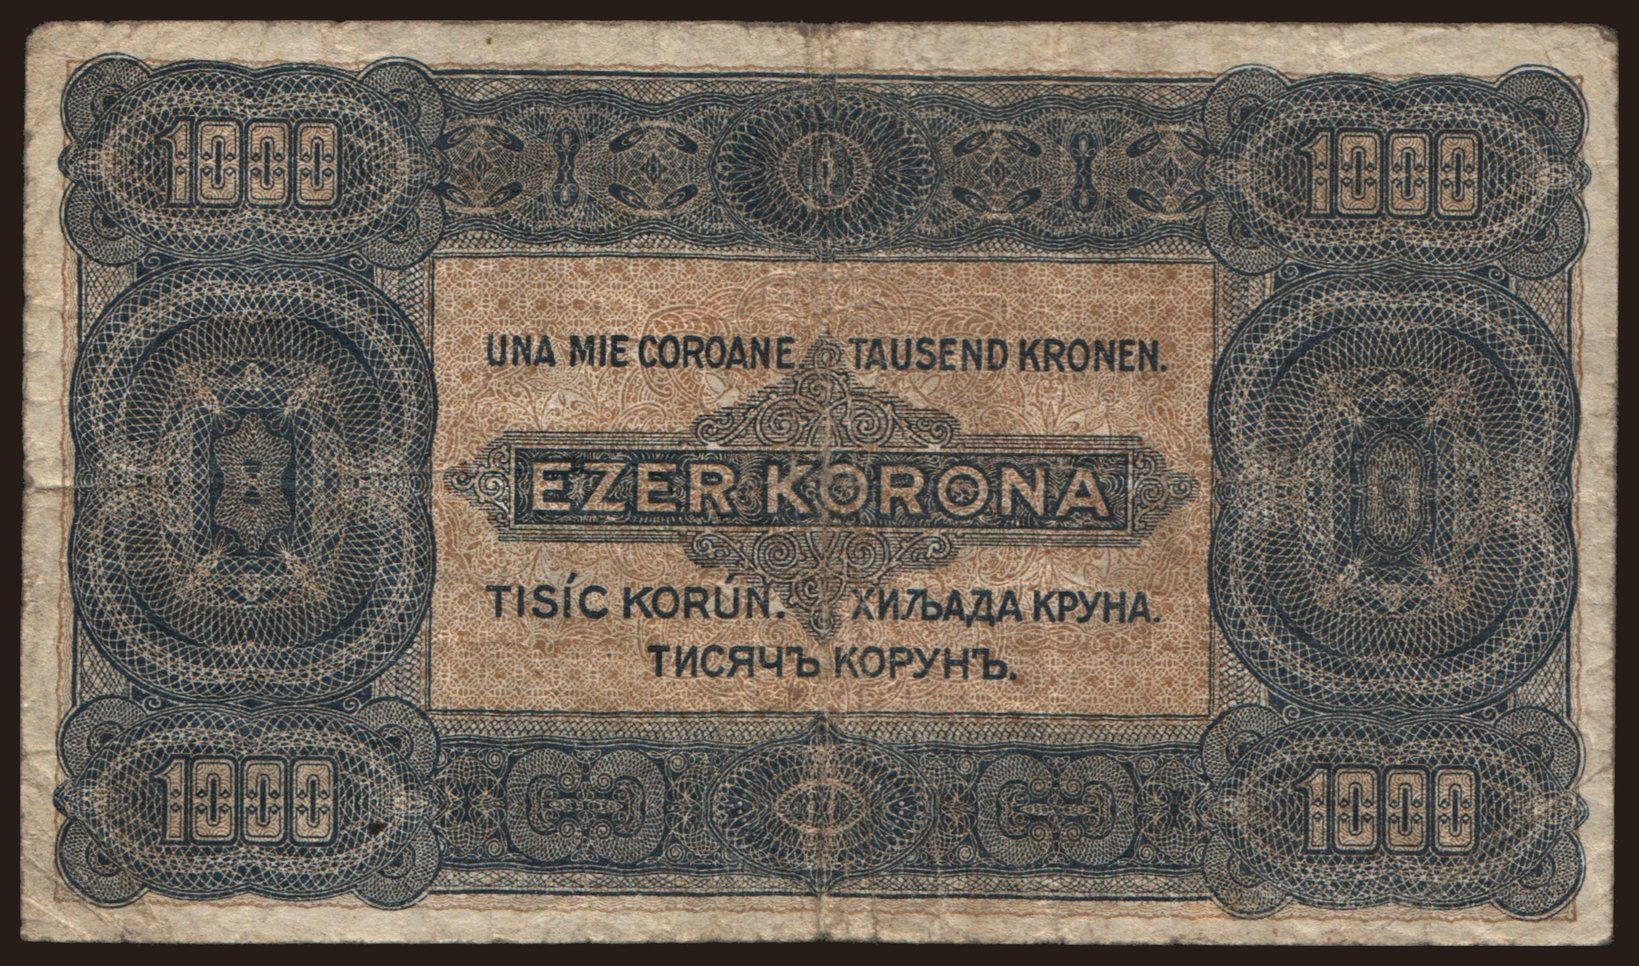 1000 1000
UNA MIE COROANE TAUSEND KRONEN.
EZER KORONA
TISÍC KORÚN. ХИЉАДА КРУНА.
ТИСЯЧЪ КОРУНЪ.
1000 1000